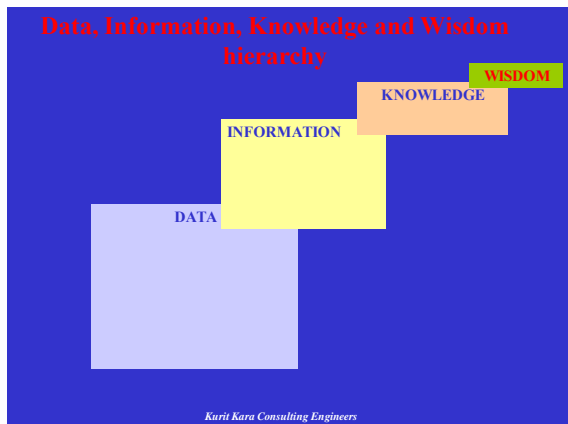 Data, Information, Knowledge and Wisdom
hierarchy
WISDOM
KNOWLEDGE
INFORMATION
DATA
Kurit Kara Consulting Engineers